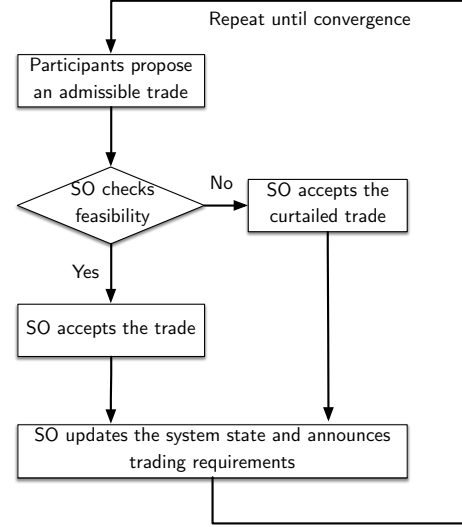 Repeat until convergence
Participants propose
an admissible trade
SO checks
feasibility
No
SO accepts the
curtailed trade
Yes
SO accepts the trade
SO updates the system state and announces
trading requirements